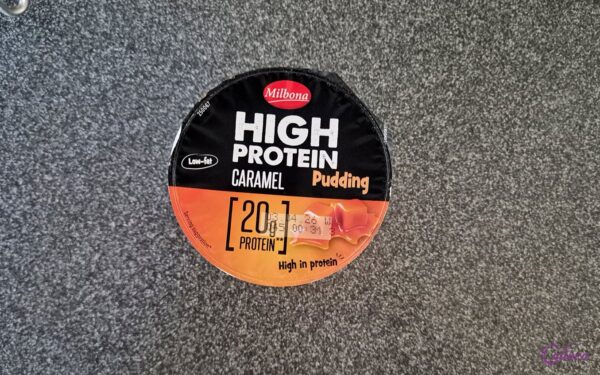 Milbona
HIGH
PROTEIN
Low-fat
CARAMEL Pudding
20g
PROTEIN**
High in protein